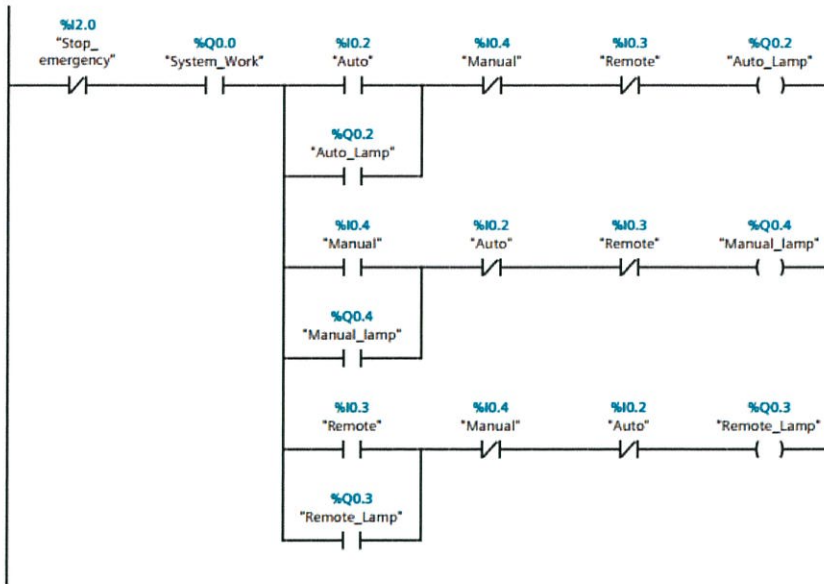 %I2.0
"Stop_
emergency"
%Q0.0
"System_Work"
%I0.2
"Auto"
%I0.4
"Manual"
%I0.3
"Remote"
%Q0.2
"Auto_Lamp"
%Q0.2
"Auto_Lamp"
%I0.4
"Manual"
%I0.2
"Auto"
%I0.3
"Remote"
%Q0.4
"Manual_lamp"
%Q0.4
"Manual_lamp"
%I0.3
"Remote"
%I0.4
"Manual"
%I0.2
"Auto"
%Q0.3
"Remote_Lamp"
%Q0.3
"Remote_Lamp"